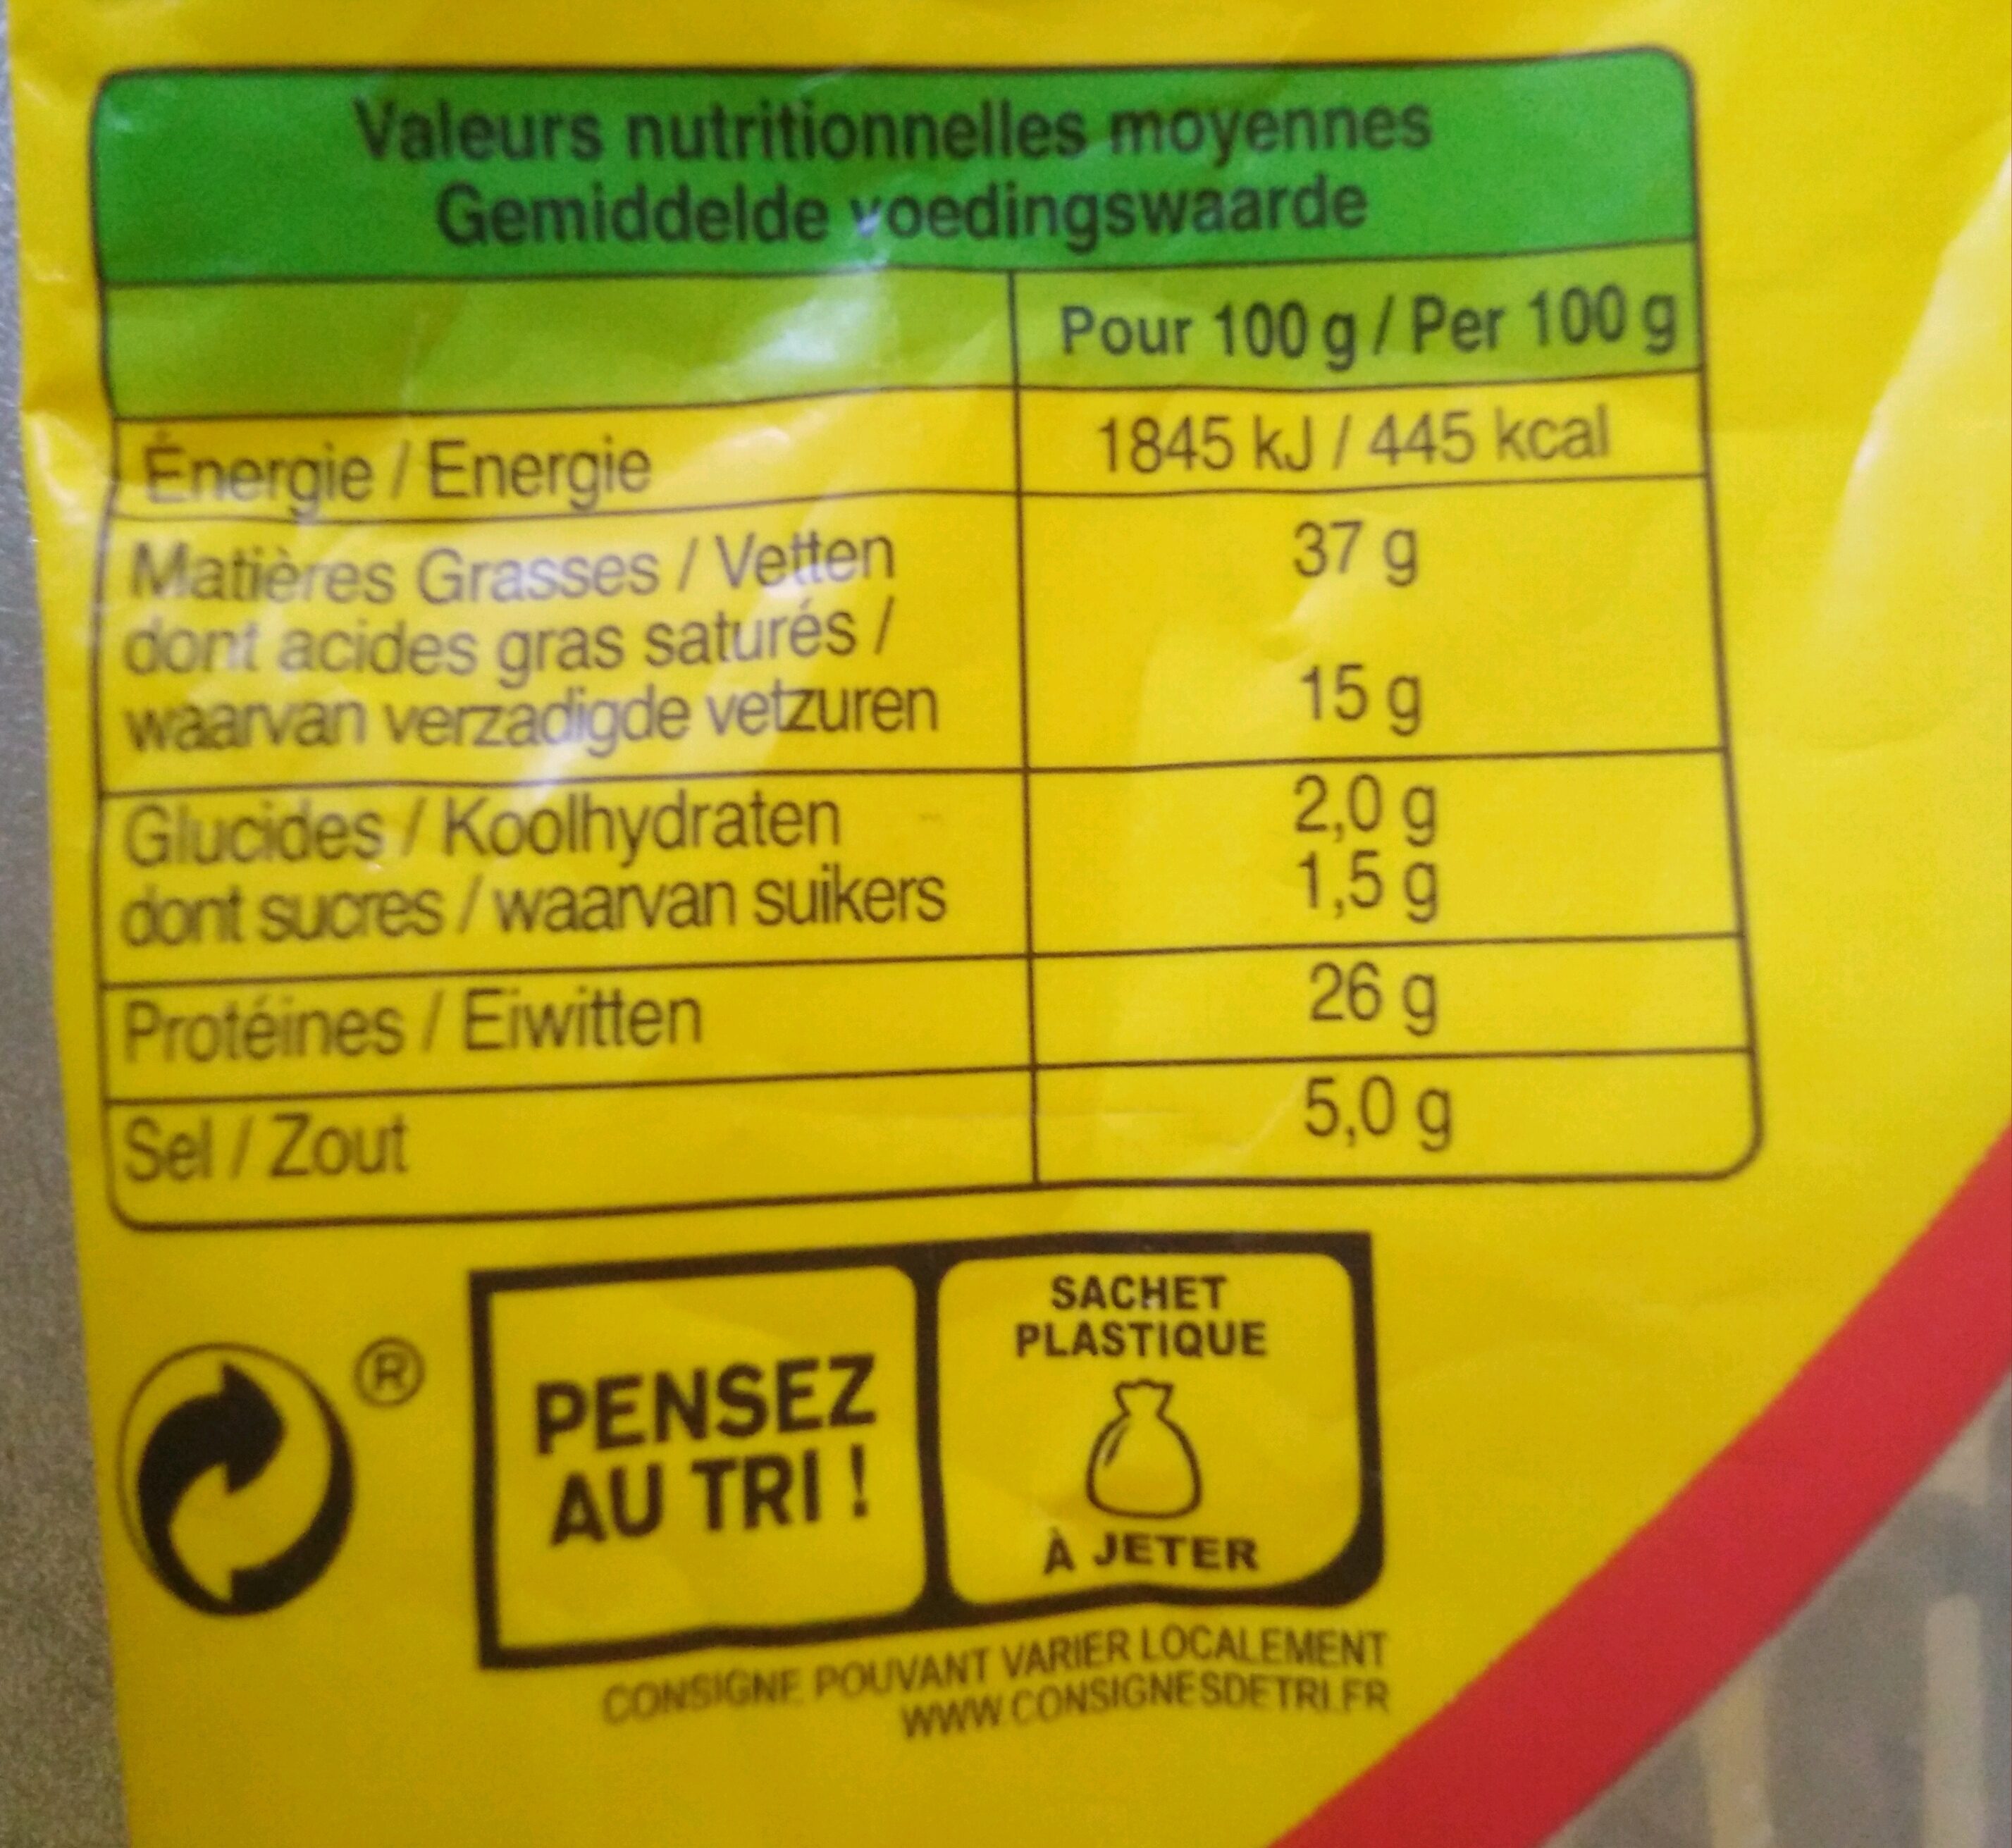 Valeurs nutritionnelles moyennes
Gemiddelde voedingswaarde
Pour 100 g / Per 100 g
Énergie / Energie 1845 kJ / 445 kcal
Matières Grasses / Vetten 37 g
dont acides gras saturés /
waarvan verzadigde vetzuren 15 g
Glucides / Koolhydraten 2,0 g
dont sucres / waarvan suikers 1,5 g
Protéines / Eiwitten 26 g
Sel / Zout 5,0 g
®
PENSEZ
AU TRI !
SACHET
PLASTIQUE
À JETER
CONSIGNE POUVANT VARIER LOCALEMENT
WWW.CONSIGNESDETRI.FR